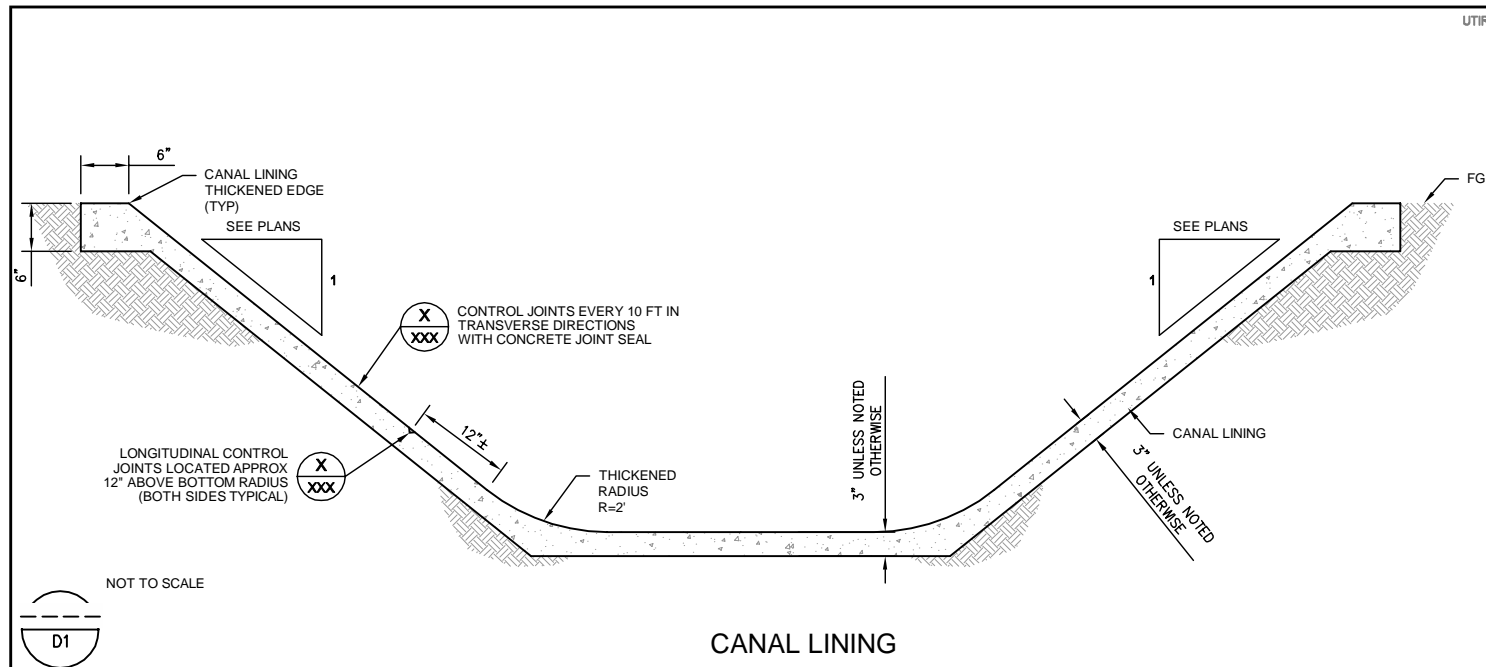 UTIF
6"
CANAL LINING
THICKENED EDGE
(TYP)
FG
SEE PLANS
SEE PLANS
6"
1
1
X
XXX
CONTROL JOINTS EVERY 10 FT IN
TRANSVERSE DIRECTIONS
WITH CONCRETE JOINT SEAL
12"±
3" UNLESS NOTED
OTHERWISE
CANAL LINING
LONGITUDINAL CONTROL
JOINTS LOCATED APPROX
12" ABOVE BOTTOM RADIUS
(BOTH SIDES TYPICAL)
X
XXX
THICKENED
RADIUS
R=2'
3" UNLESS NOTED
OTHERWISE
NOT TO SCALE
D1
CANAL LINING